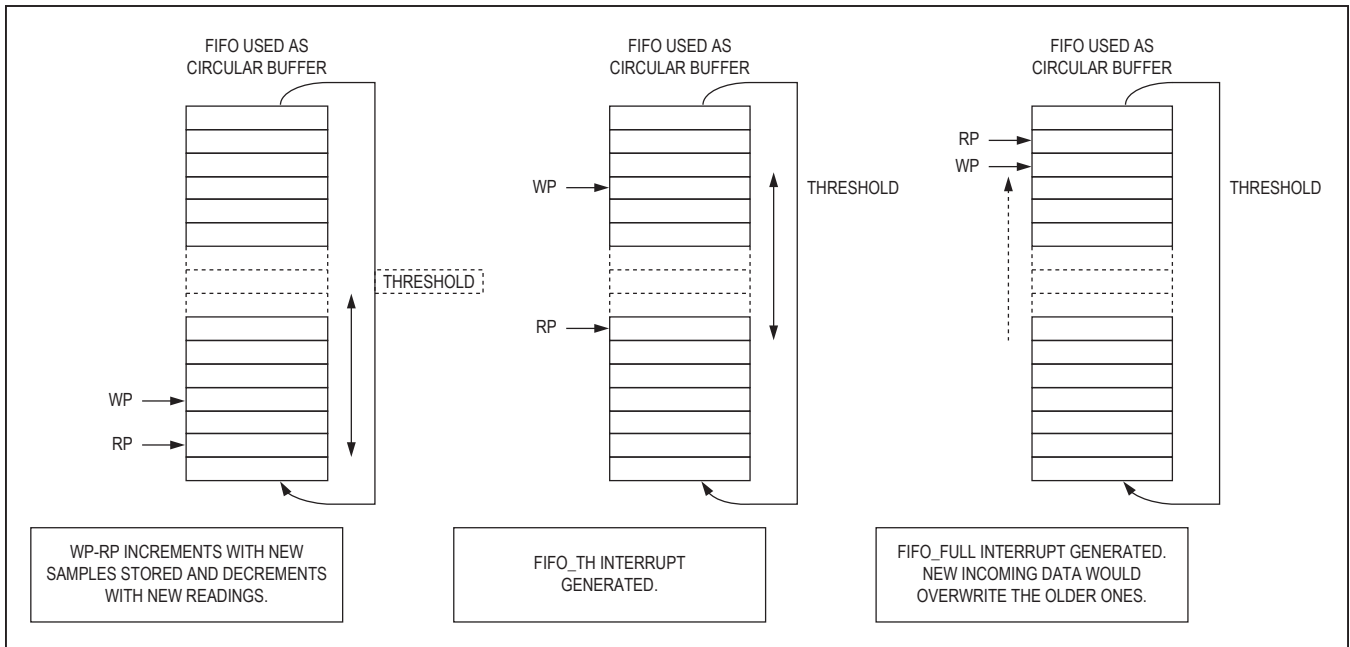 FIFO USED AS
CIRCULAR BUFFER
WP
RP
THRESHOLD
WP-RP INCREMENTS WITH NEW
SAMPLES STORED AND DECREMENTS
WITH NEW READINGS.
FIFO USED AS
CIRCULAR BUFFER
WP
RP
THRESHOLD
FIFO_TH INTERRUPT
GENERATED.
FIFO USED AS
CIRCULAR BUFFER
RP
WP
THRESHOLD
FIFO_FULL INTERRUPT GENERATED.
NEW INCOMING DATA WOULD
OVERWRITE THE OLDER ONES.